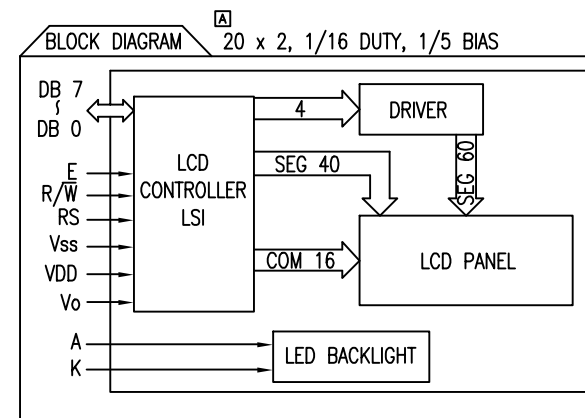 A
BLOCK DIAGRAM
20 x 2, 1/16 DUTY, 1/5 BIAS
DB 7
~
DB 0
4
DRIVER
LCD
CONTROLLER
LSI
SEG 40
SEG 60
E
R/W̅
RS
Vss
VDD
Vo
COM 16
LCD PANEL
A
K
LED BACKLIGHT